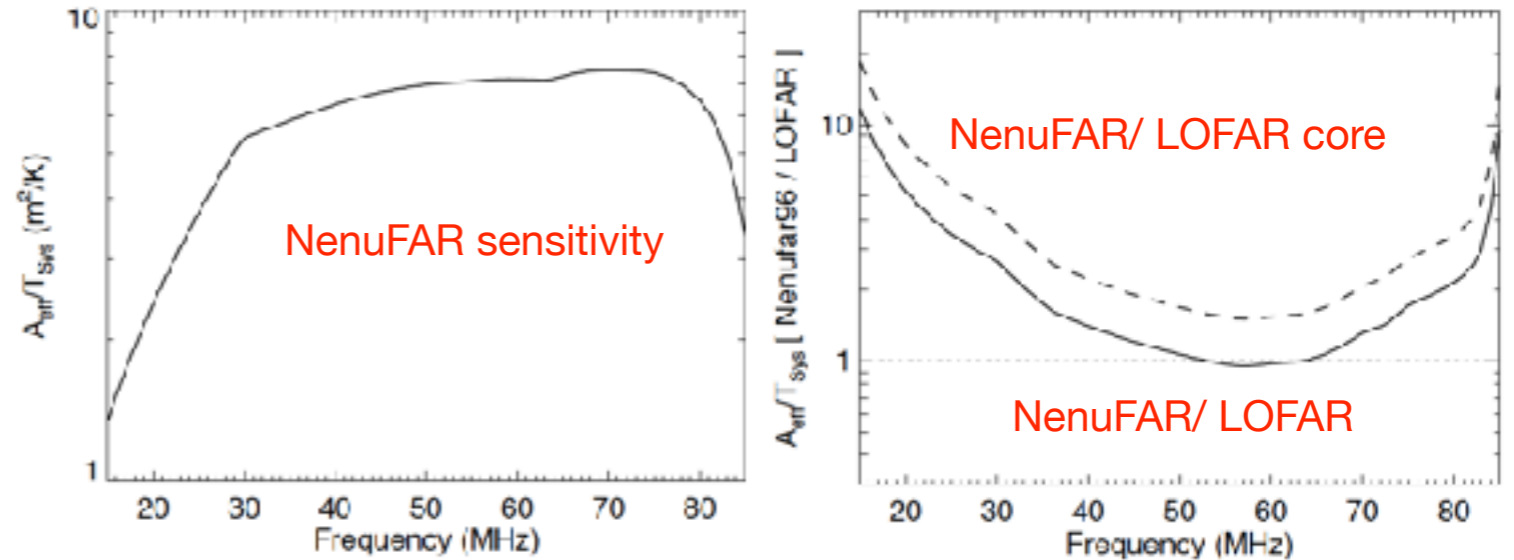 10
A_eff/T_sys (m²/K)
1
NenuFAR sensitivity
20 30 40 50 60 70 80
Frequency (MHz)
A_eff/T_sys [ Nenufar96 / LOFAR ]
10
1
NenuFAR/ LOFAR core
NenuFAR/ LOFAR
20 30 40 50 60 70 80
Frequency (MHz)